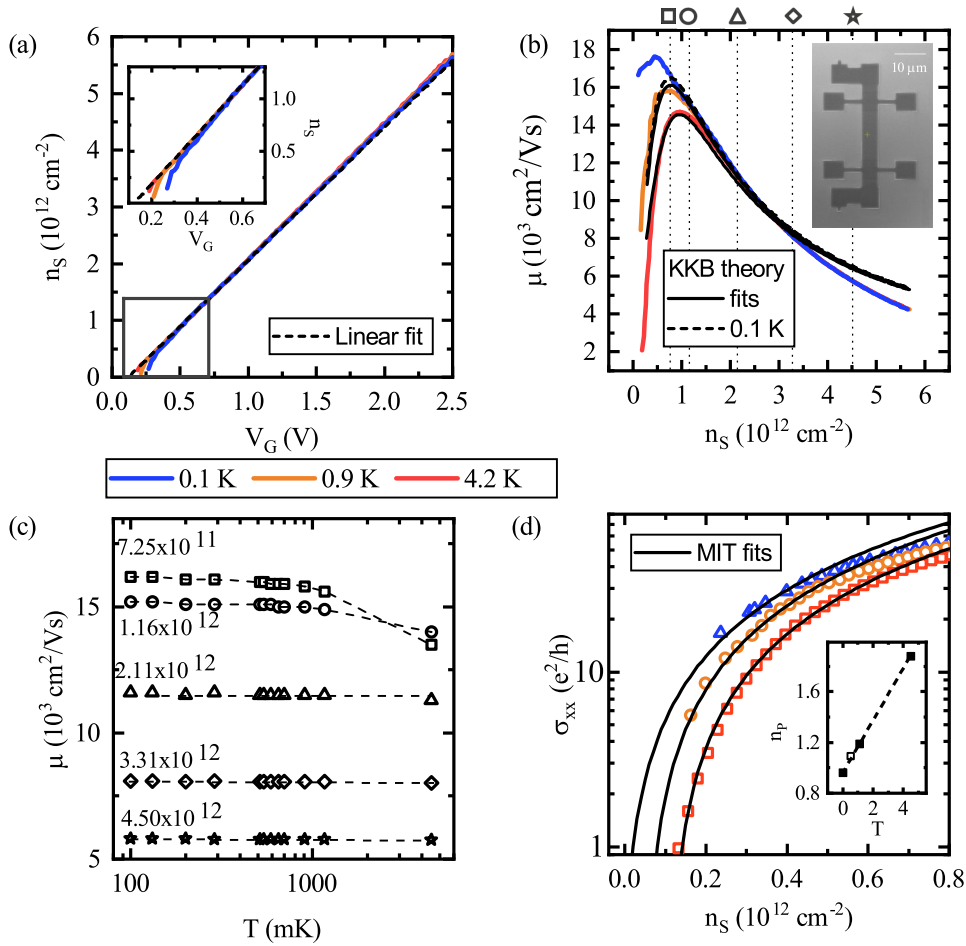 (a)
6
5
4
3
2
1
0
n_S (10^12 cm^-2)
1.0
0.5
n_S
0.2 0.4 0.6
V_G
Linear fit
0.0 0.5 1.0 1.5 2.0 2.5
V_G (V)
(b)
18
16
14
12
10
8
6
4
2
μ (10^3 cm^2/Vs)
10 μm
KKB theory
fits
0.1 K
0 1 2 3 4 5 6
n_S (10^12 cm^-2)
0.1 K 0.9 K 4.2 K
(c)
15
10
5
μ (10^3 cm^2/Vs)
7.25x10^11
1.16x10^12
2.11x10^12
3.31x10^12
4.50x10^12
100 1000
T (mK)
(d)
MIT fits
10
1
σ_xx (e^2/h)
1.6
1.2
0.8
n_P
0 2 4
T
0.0 0.2 0.4 0.6 0.8
n_S (10^12 cm^-2)